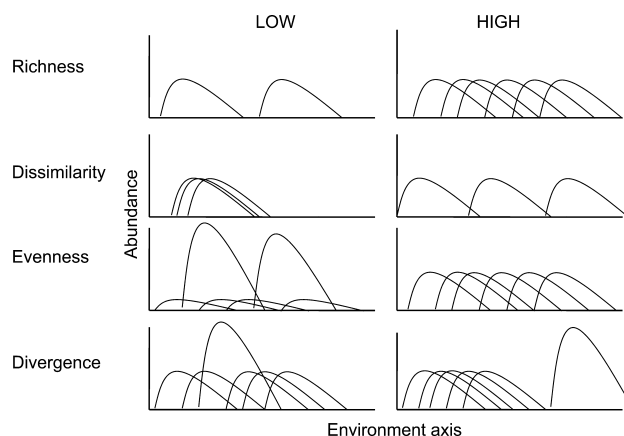 LOW
HIGH
Richness
Dissimilarity
Abundance
Evenness
Divergence
Environment axis